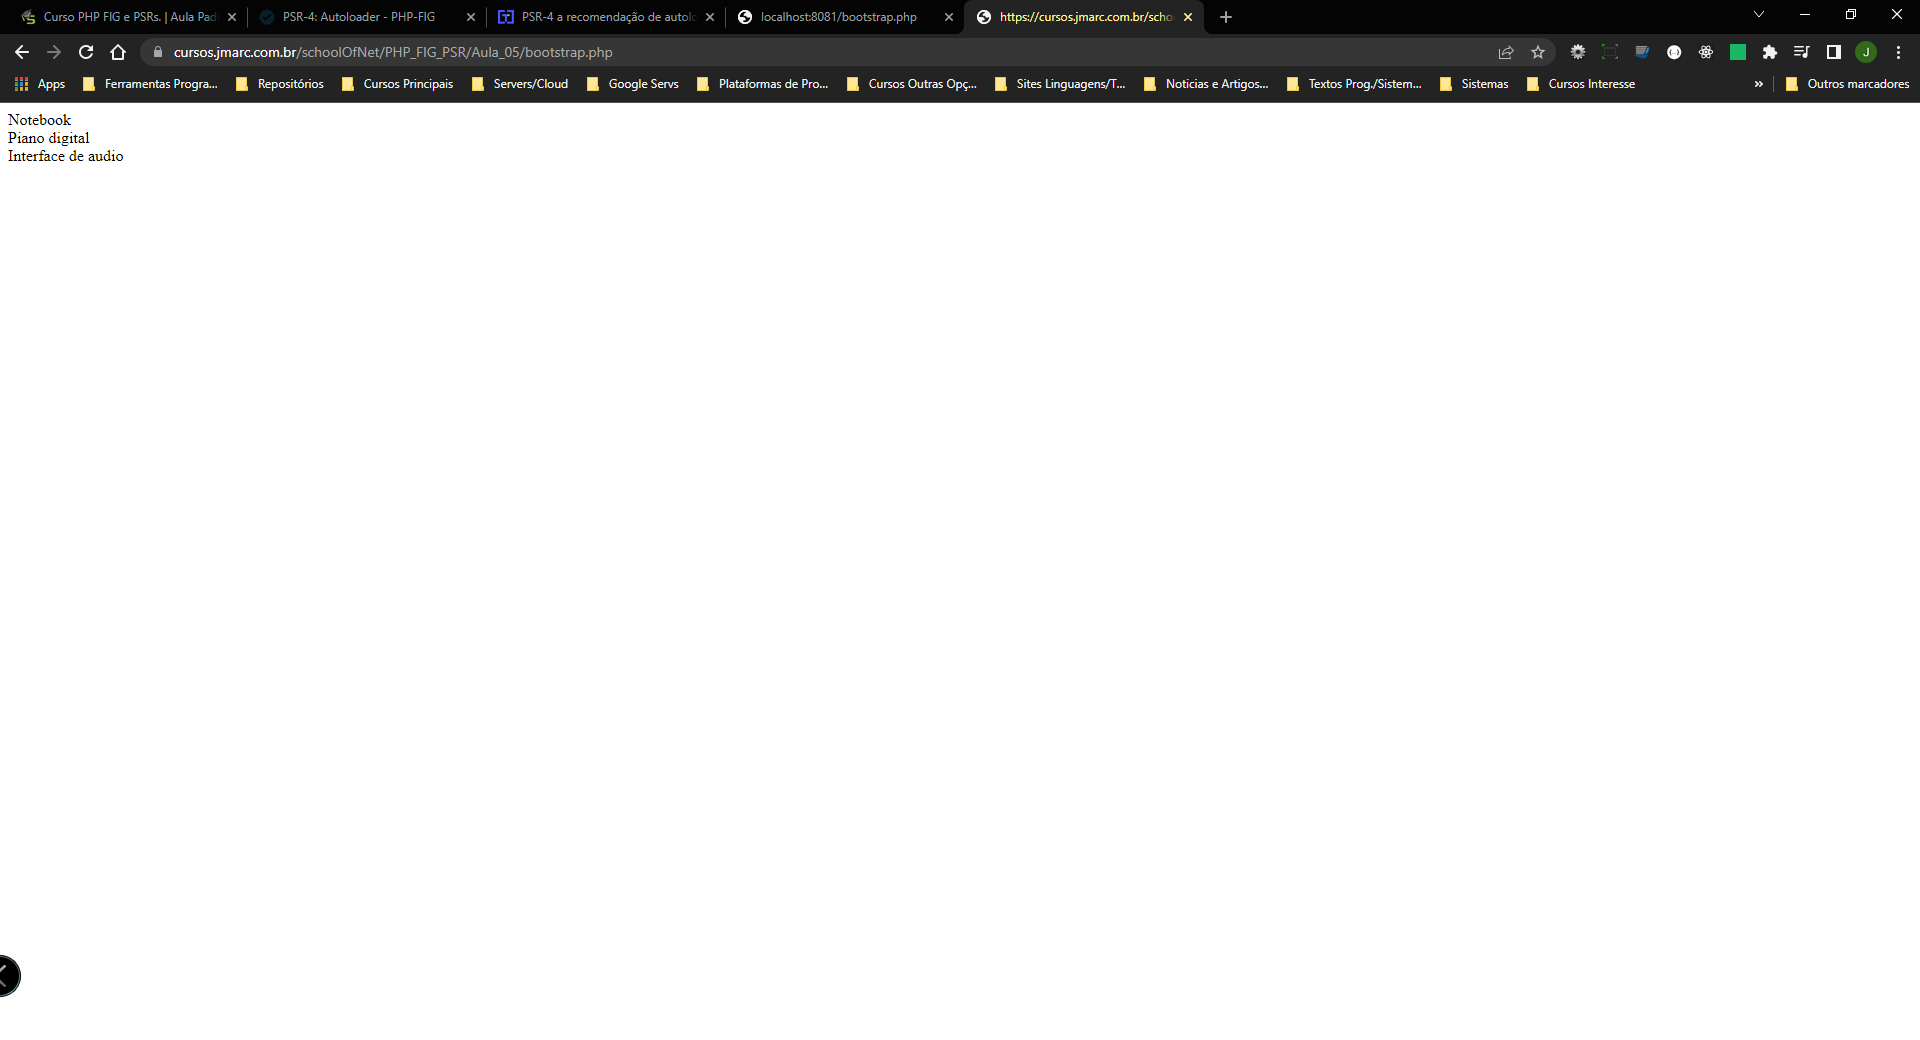 Curso PHP FIG e PSRs. | Aula Pad
PSR-4: Autoloader - PHP-FIG
PSR-4 a recomendação de autolo
localhost:8081/bootstrap.php
https://cursos.jmarc.com.br/scho
cursos.jmarc.com.br/schoolOfNet/PHP_FIG_PSR/Aula_05/bootstrap.php
J
Apps
Ferramentas Progra...
Repositórios
Cursos Principais
Servers/Cloud
Google Servs
Plataformas de Pro...
Cursos Outras Opç...
Sites Linguagens/T...
Noticias e Artigos...
Textos Prog./Sistem...
Sistemas
Cursos Interesse
»
Outros marcadores
Notebook
Piano digital
Interface de audio